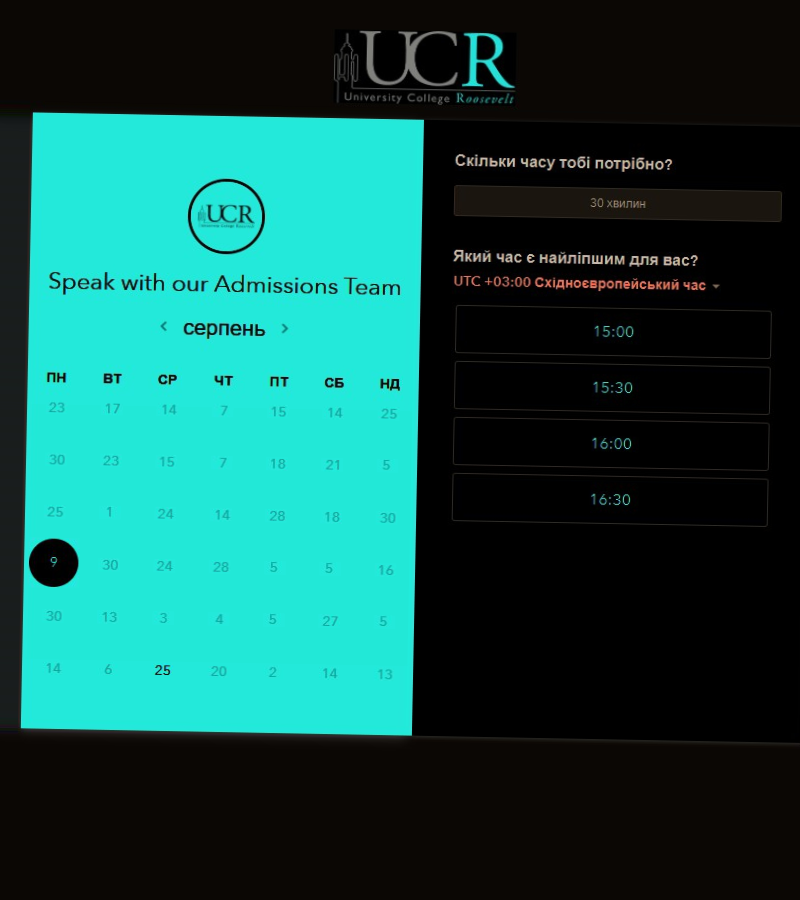 UCR
University College Roosevelt
UCR
Speak with our Admissions Team
серпень
ПН ВТ СР ЧТ ПТ СБ НД
23 17 14 7 15 14 25
30 23 15 7 18 21 5
25 1 24 14 28 18 30
9 30 24 28 5 5 16
30 13 3 4 5 27 5
14 6 25 20 2 14 13
Скільки часу тобі потрібно?
30 хвилин
Який час є найліпшим для вас?
UTC +03:00 Східноєвропейський час
15:00
15:30
16:00
16:30